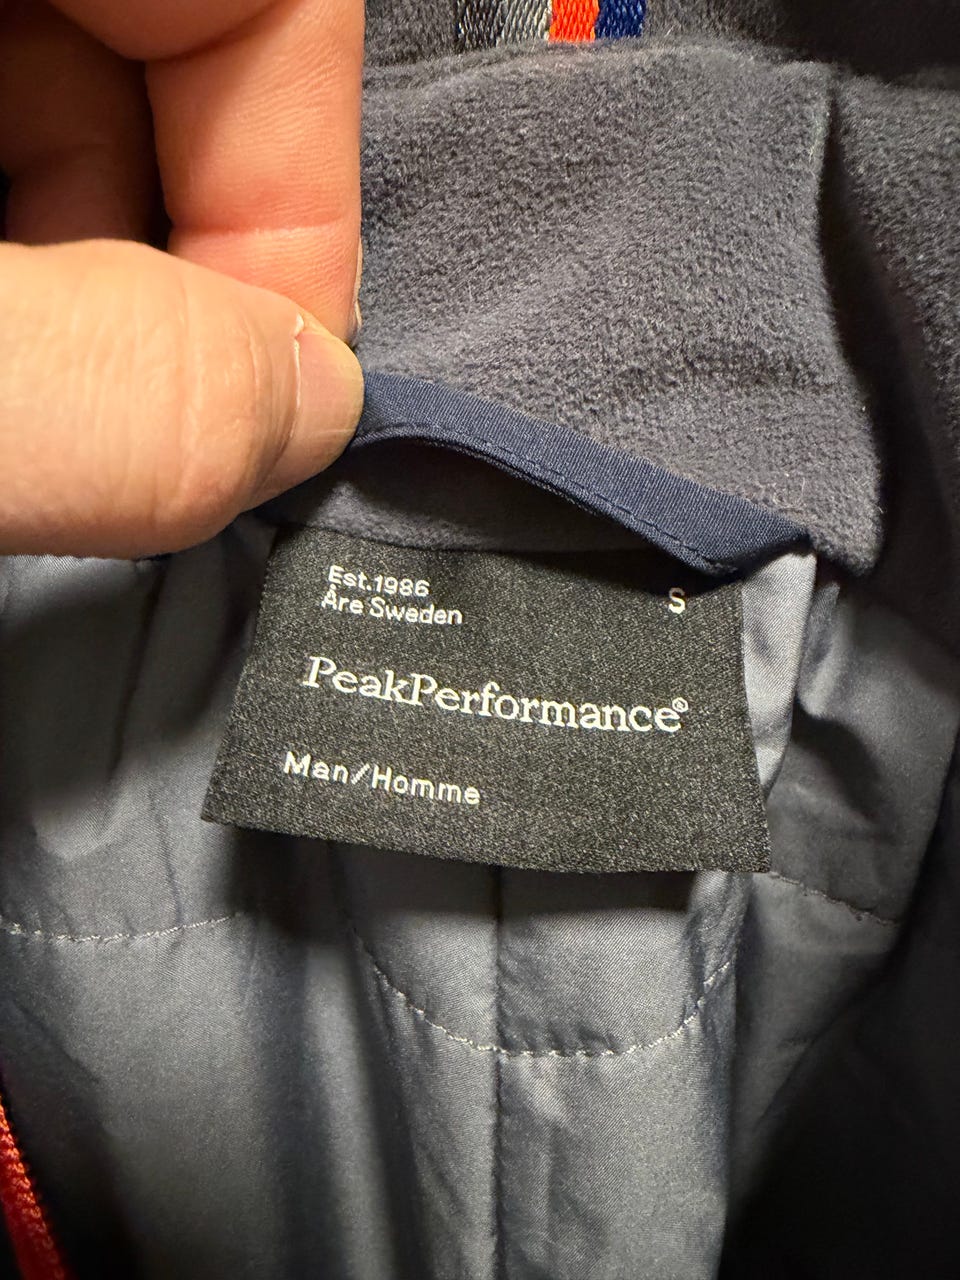 Est.1986
Åre Sweden
S
PeakPerformance®
Man/Homme